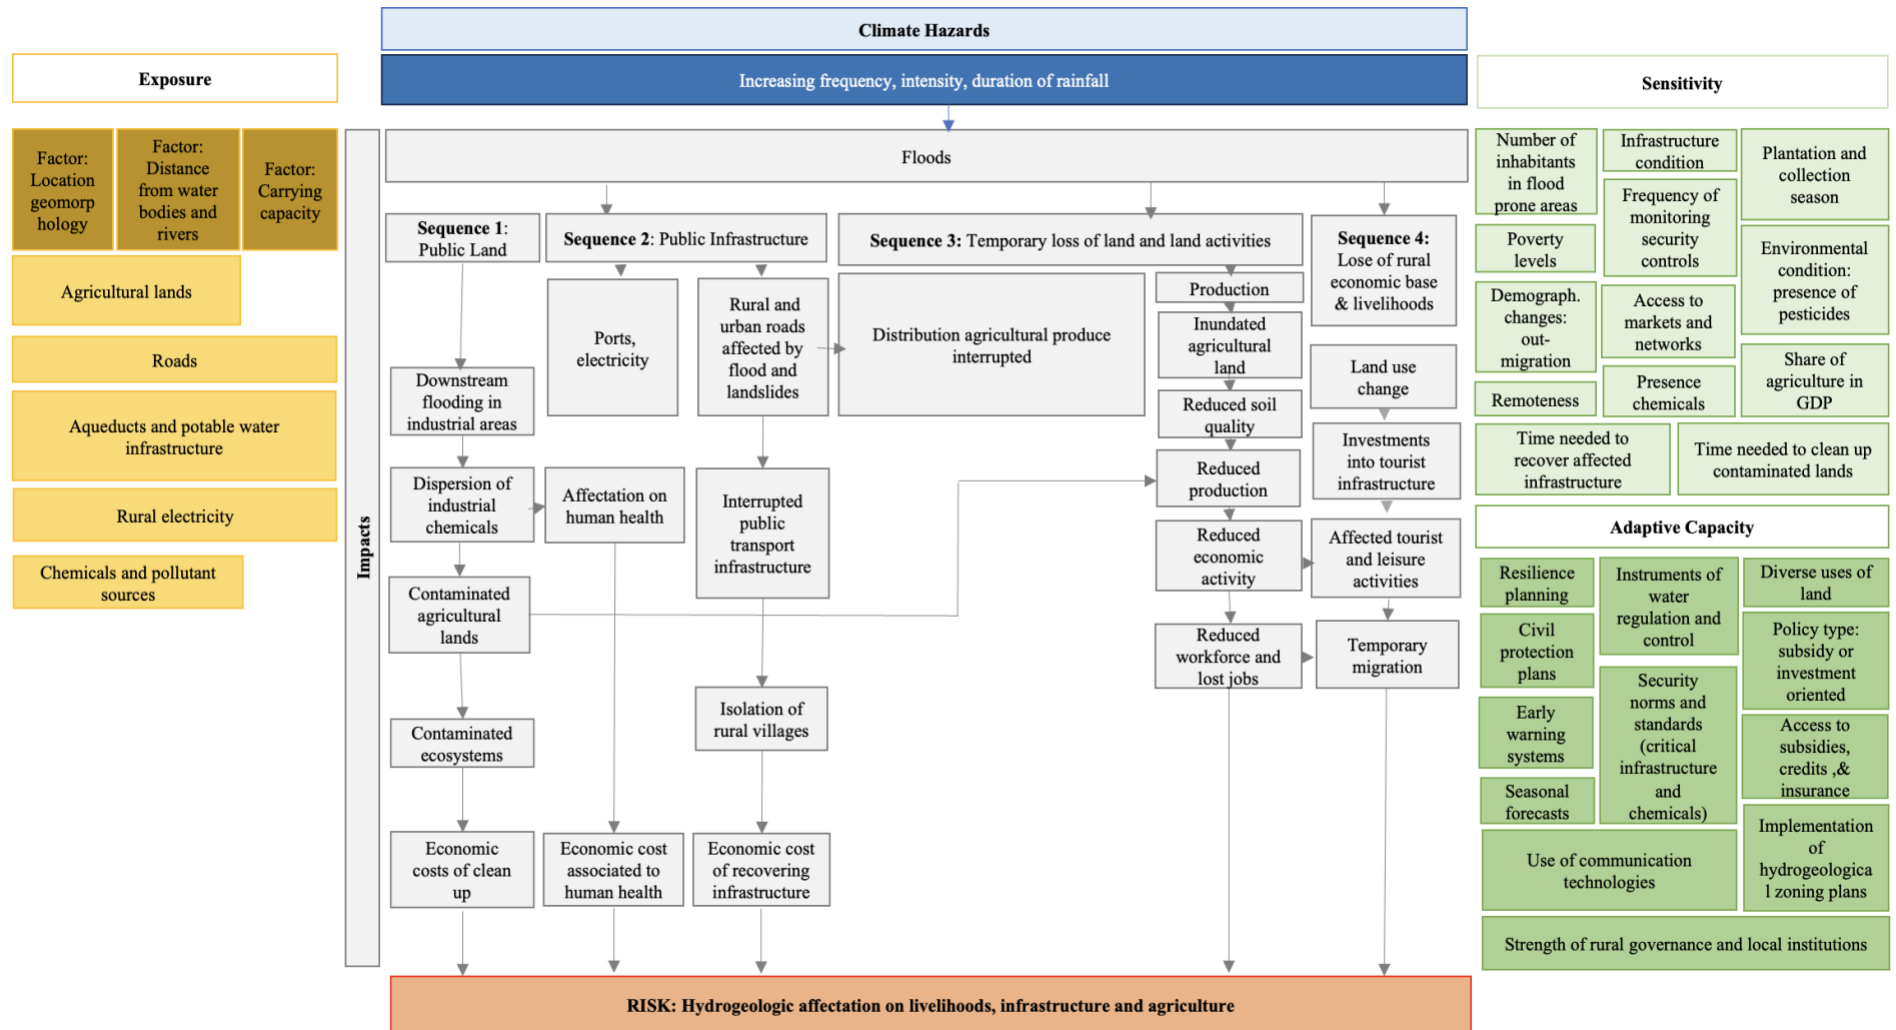 Climate Hazards
Increasing frequency, intensity, duration of rainfall
Exposure
Factor:
Location
geomorp
hology
Factor:
Distance
from water
bodies and
rivers
Factor:
Carrying
capacity
Agricultural lands
Roads
Aqueducts and potable water
infrastructure
Rural electricity
Chemicals and pollutant
sources
Impacts
Floods
Sequence 1:
Public Land
Downstream
flooding in
industrial areas
Dispersion of
industrial
chemicals
Contaminated
agricultural
lands
Contaminated
ecosystems
Economic
costs of clean
up
Affectation on
human health
Economic cost
associated to
human health
Sequence 2: Public Infrastructure
Ports,
electricity
Rural and
urban roads
affected by
flood and
landslides
Interrupted
public
transport
infrastructure
Isolation of
rural villages
Economic cost
of recovering
infrastructure
Sequence 3: Temporary loss of land and land activities
Distribution agricultural produce
interrupted
Production
Inundated
agricultural
land
Reduced soil
quality
Reduced
production
Reduced
economic
activity
Reduced
workforce and
lost jobs
Sequence 4:
Lose of rural
economic base
& livelihoods
Land use
change
Investments
into tourist
infrastructure
Affected tourist
and leisure
activities
Temporary
migration
RISK: Hydrogeologic affectation on livelihoods, infrastructure and agriculture
Sensitivity
Number of
inhabitants
in flood
prone areas
Poverty
levels
Demograph.
changes:
out-
migration
Remoteness
Infrastructure
condition
Frequency of
monitoring
security
controls
Access to
markets and
networks
Presence
chemicals
Plantation and
collection
season
Environmental
condition:
presence of
pesticides
Share of
agriculture in
GDP
Time needed to
recover affected
infrastructure
Time needed to clean up
contaminated lands
Adaptive Capacity
Resilience
planning
Civil
protection
plans
Early
warning
systems
Seasonal
forecasts
Instruments of
water
regulation and
control
Security
norms and
standards
(critical
infrastructure
and
chemicals)
Diverse uses of
land
Policy type:
subsidy or
investment
oriented
Access to
subsidies,
credits ,&
insurance
Implementation
of
hydrogeologica
l zoning plans
Use of communication
technologies
Strength of rural governance and local institutions